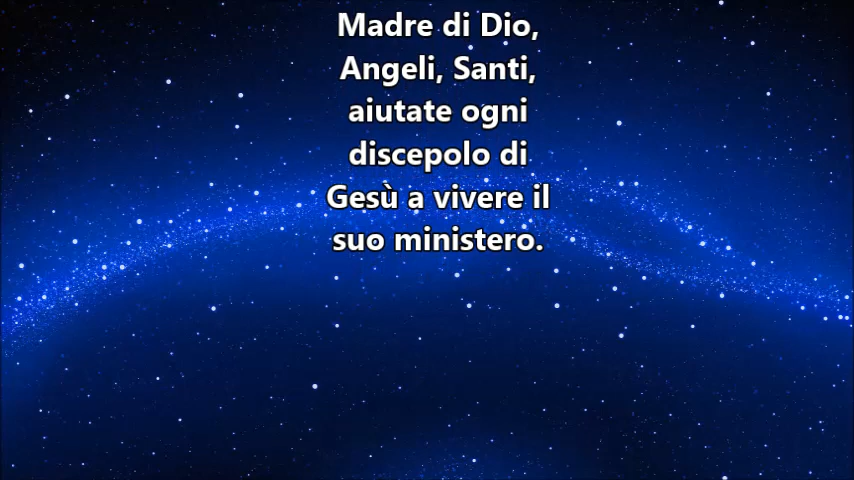 Madre di Dio,
Angeli, Santi,
aiutate ogni
discepolo di
Gesù a vivere il
suo ministero.